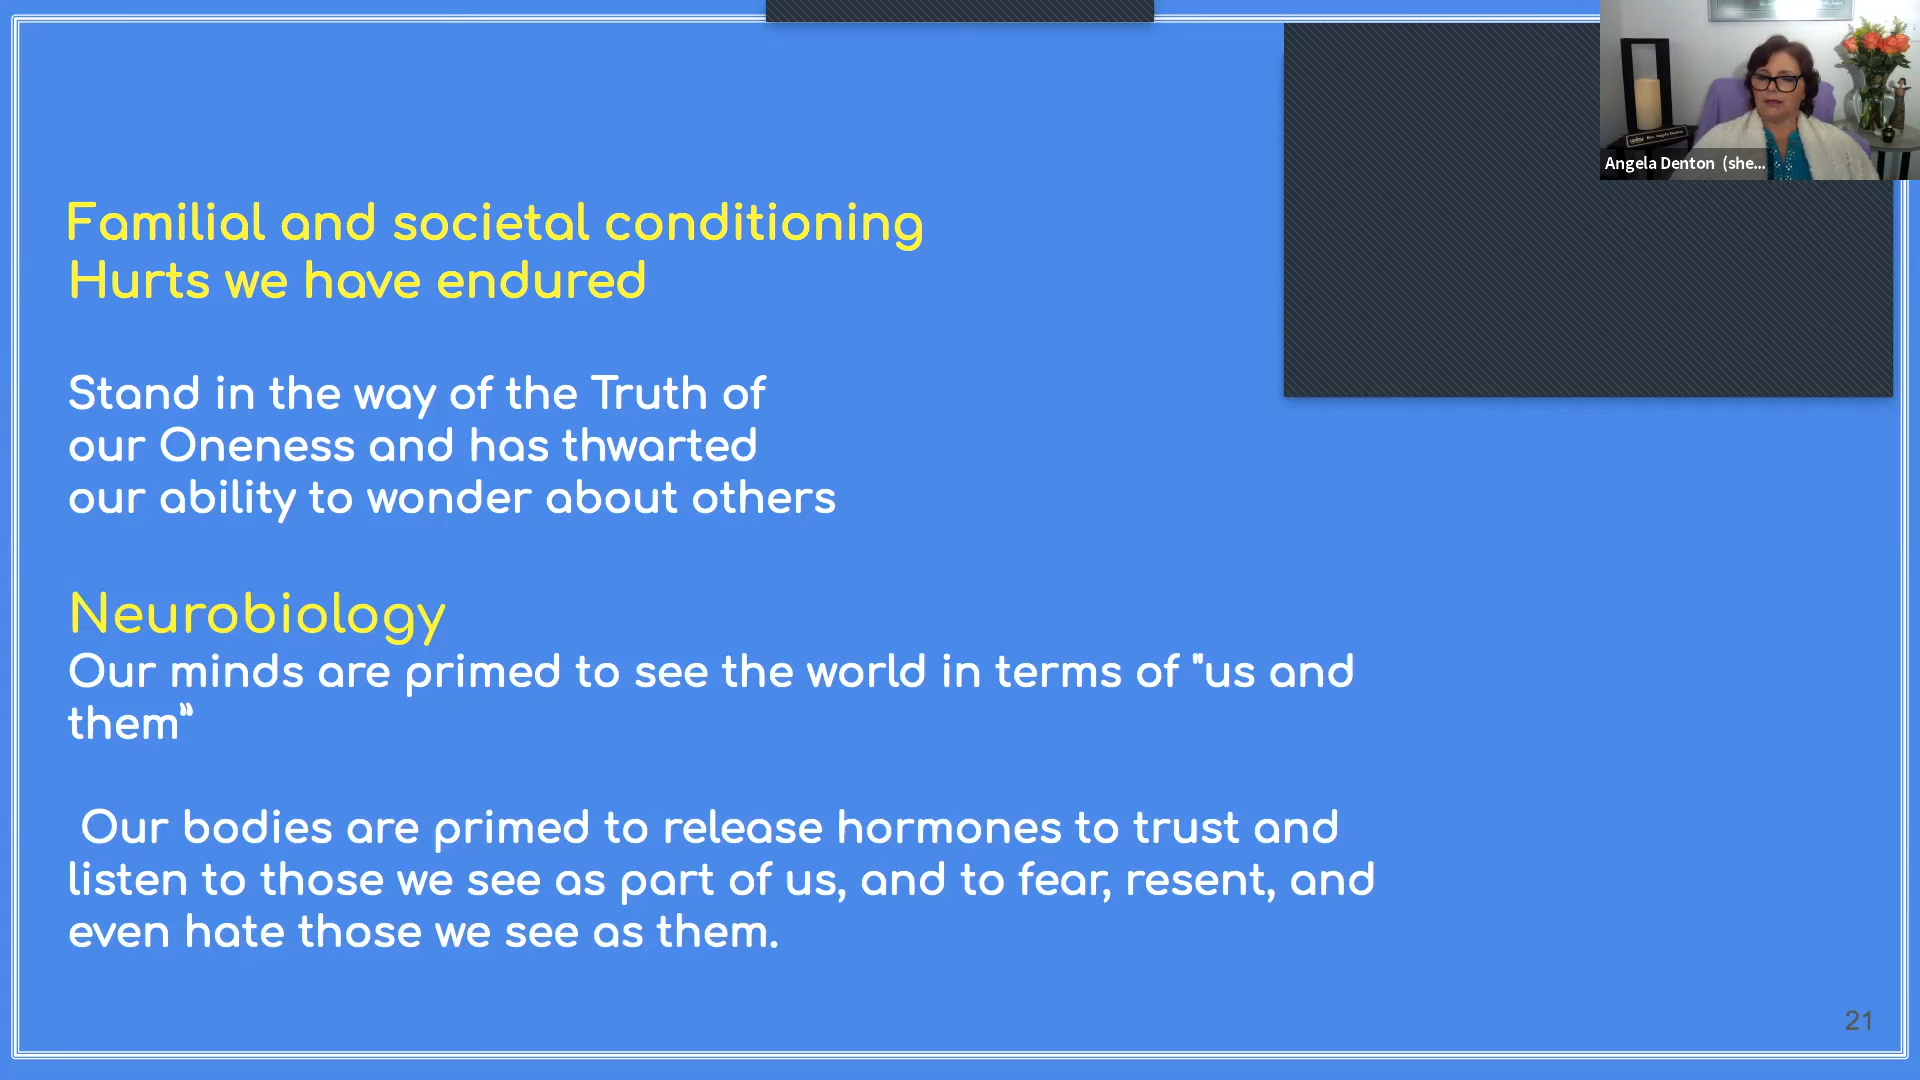 Familial and societal conditioning
Hurts we have endured
Stand in the way of the Truth of
our Oneness and has thwarted
our ability to wonder about others
Neurobiology
Our minds are primed to see the world in terms of "us and
them”
Our bodies are primed to release hormones to trust and
listen to those we see as part of us, and to fear, resent, and
even hate those we see as them.
21
Angela Denton (she...
Rev. Angela Denton